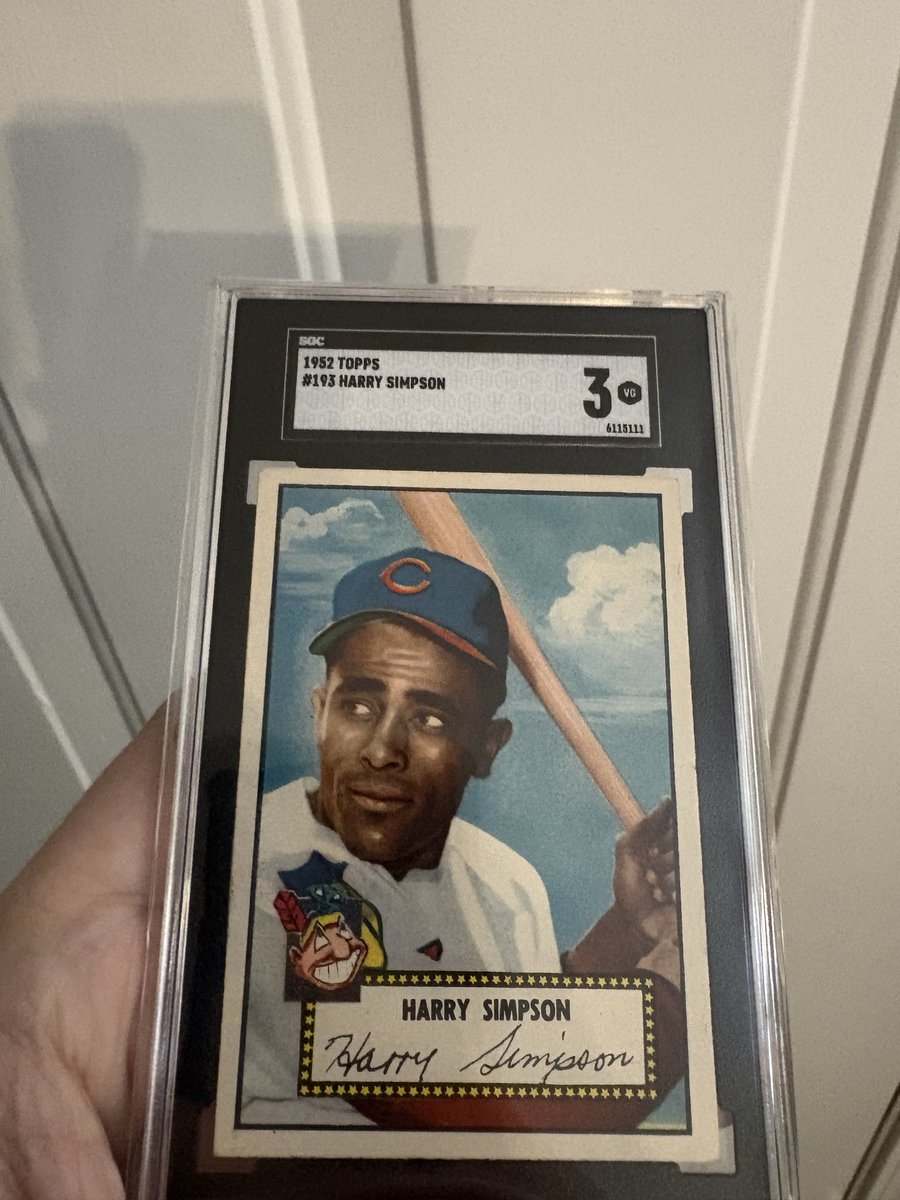 SGC
1952 TOPPS
#193 HARRY SIMPSON
3 VG
6115111
C
HARRY SIMPSON
Harry Simpson